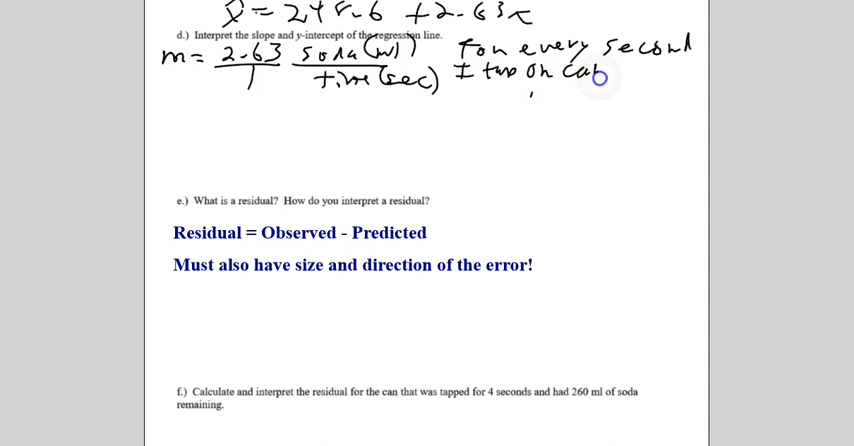 ŷ = 248.6 + 2.63x
d.) Interpret the slope and y-intercept of the regression line.
m = 2.63 soda (ml) For every second
1 time (sec) I tap on can
e.) What is a residual? How do you interpret a residual?
Residual = Observed - Predicted
Must also have size and direction of the error!
f.) Calculate and interpret the residual for the can that was tapped for 4 seconds and had 260 ml of soda
remaining.